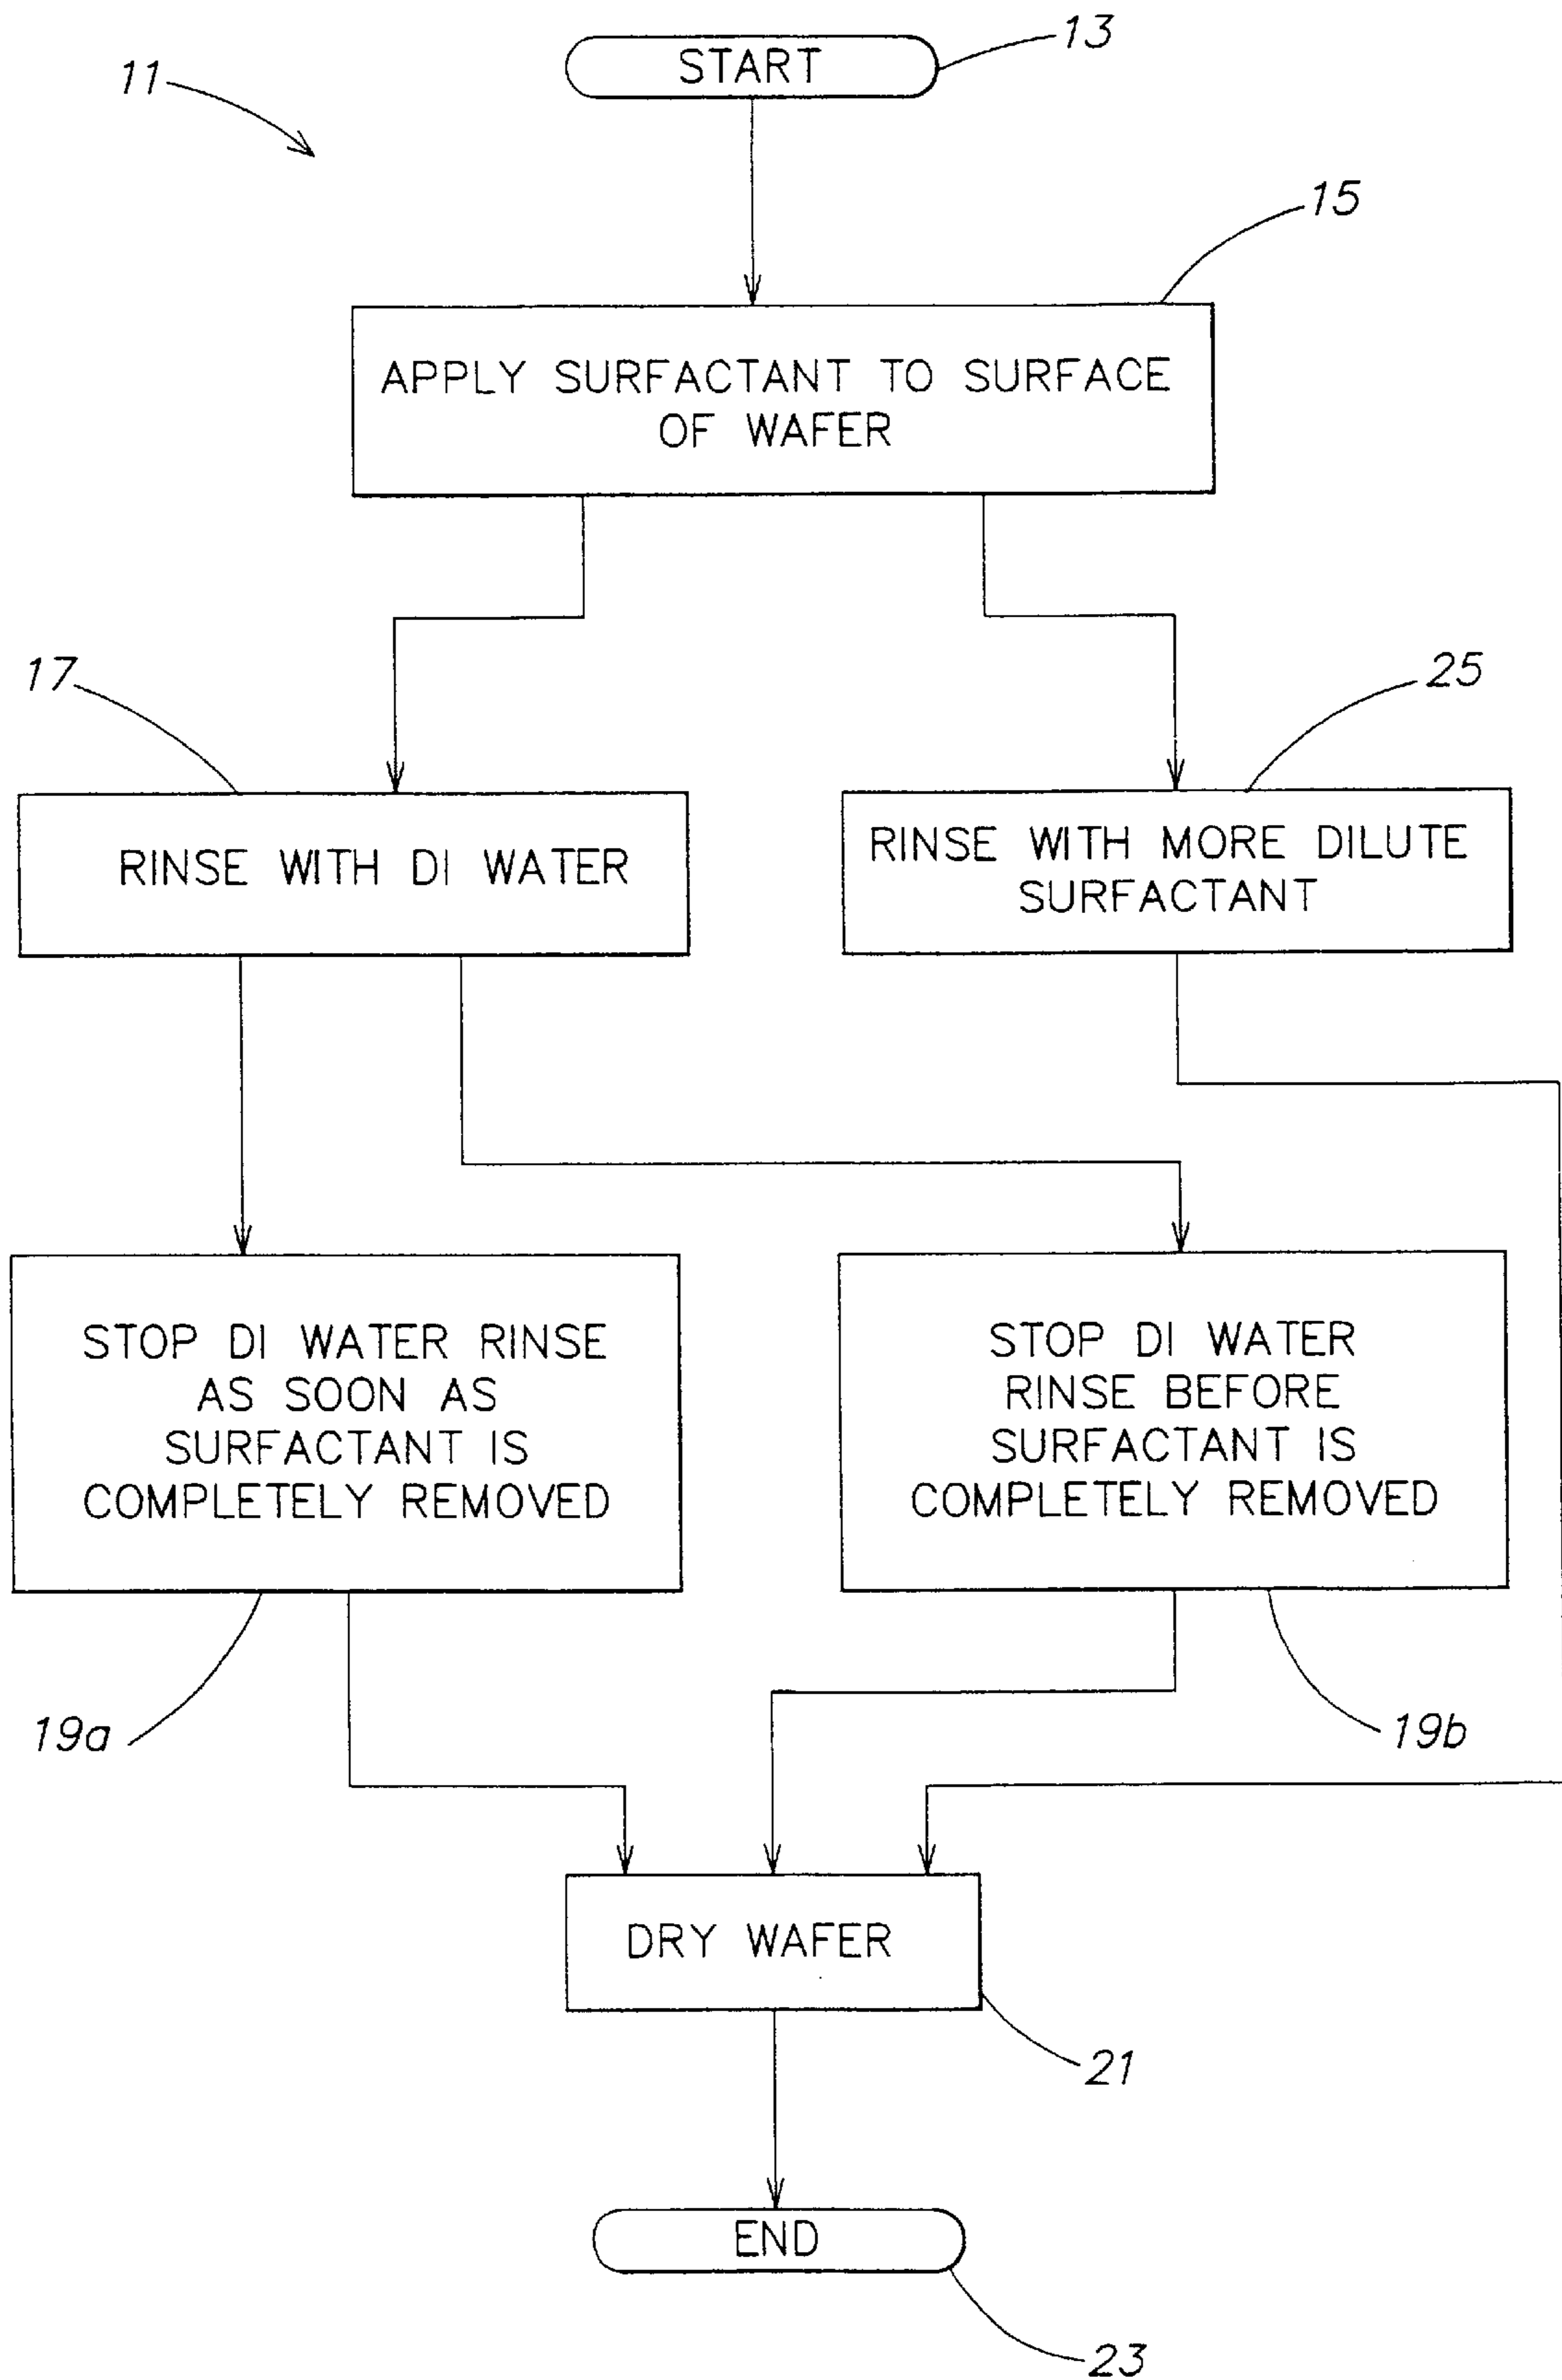 START
13
11
15
APPLY SURFACTANT TO SURFACE
OF WAFER
17
25
RINSE WITH DI WATER
RINSE WITH MORE DILUTE
SURFACTANT
STOP DI WATER RINSE
AS SOON AS
SURFACTANT IS
COMPLETELY REMOVED
STOP DI WATER
RINSE BEFORE
SURFACTANT IS
COMPLETELY REMOVED
19a
19b
DRY WAFER
21
END
23